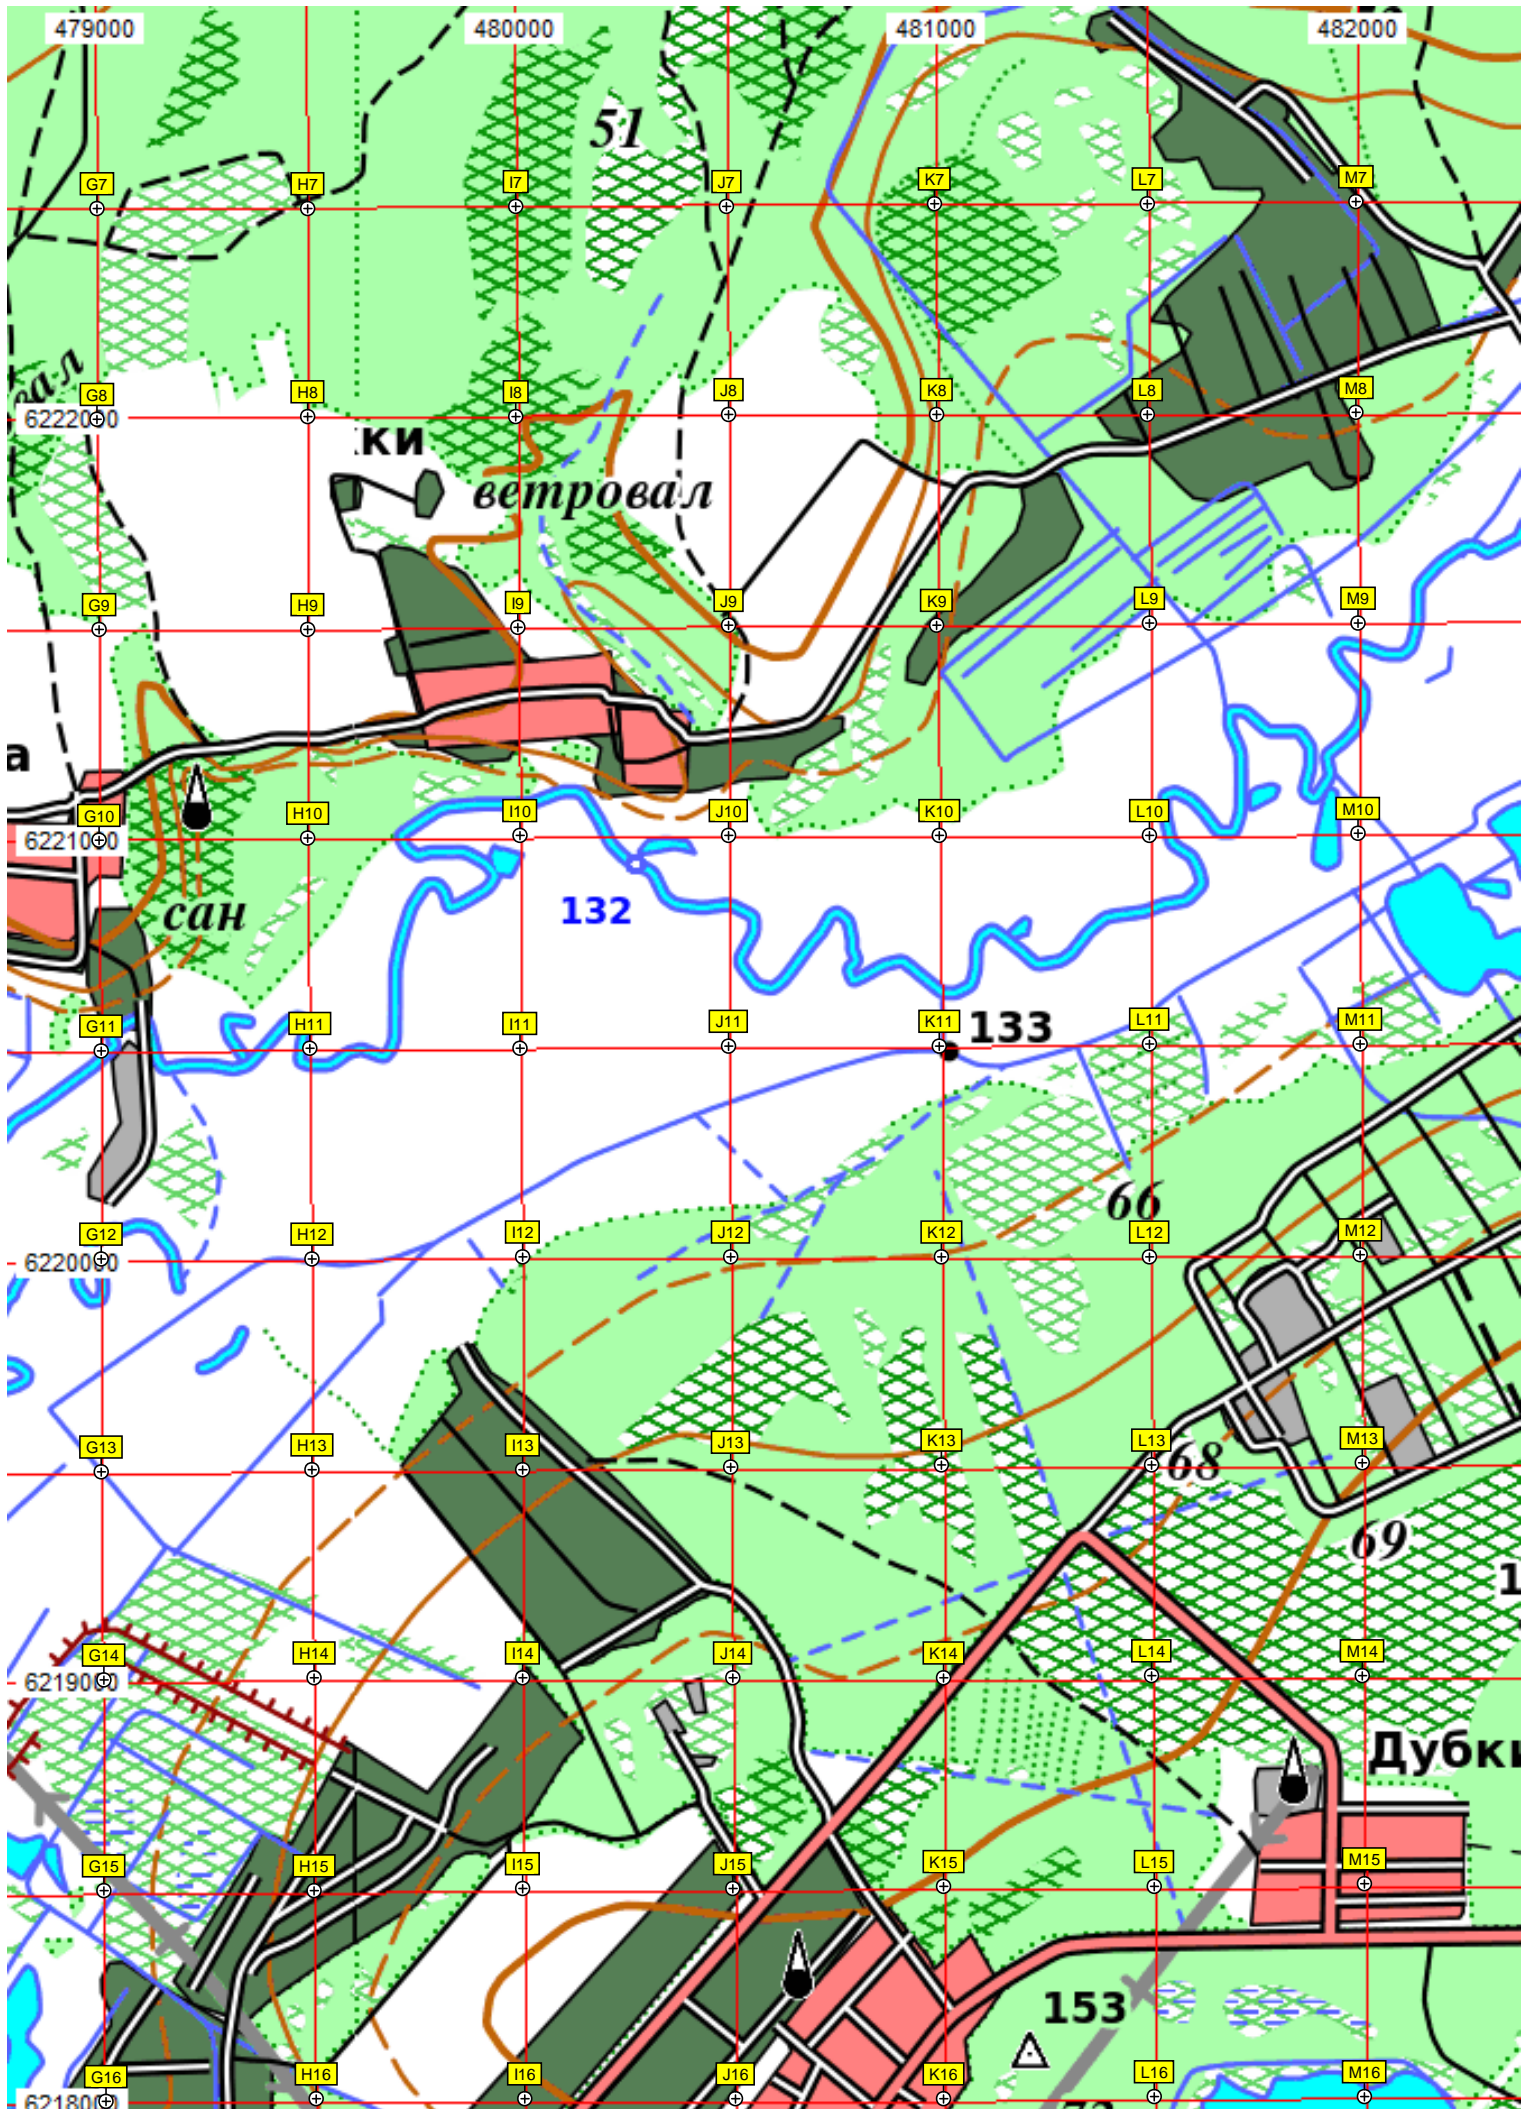 479000 480000 481000 482000
51
G7 H7 I7 J7 K7 L7 M7
вал
G8 H8 I8 J8 K8 L8 M8
6222000
ки
ветровал
G9 H9 I9 J9 K9 L9 M9
а
G10 H10 I10 J10 K10 L10 M10
6221000
сан
132
G11 H11 I11 J11 K11 L11 M11
133
66
G12 H12 I12 J12 K12 L12 M12
6220000
G13 H13 I13 J13 K13 L13 M13
68
69
1
G14 H14 I14 J14 K14 L14 M14
6219000
Дубки
G15 H15 I15 J15 K15 L15 M15
153
G16 H16 I16 J16 K16 L16 M16
6218000